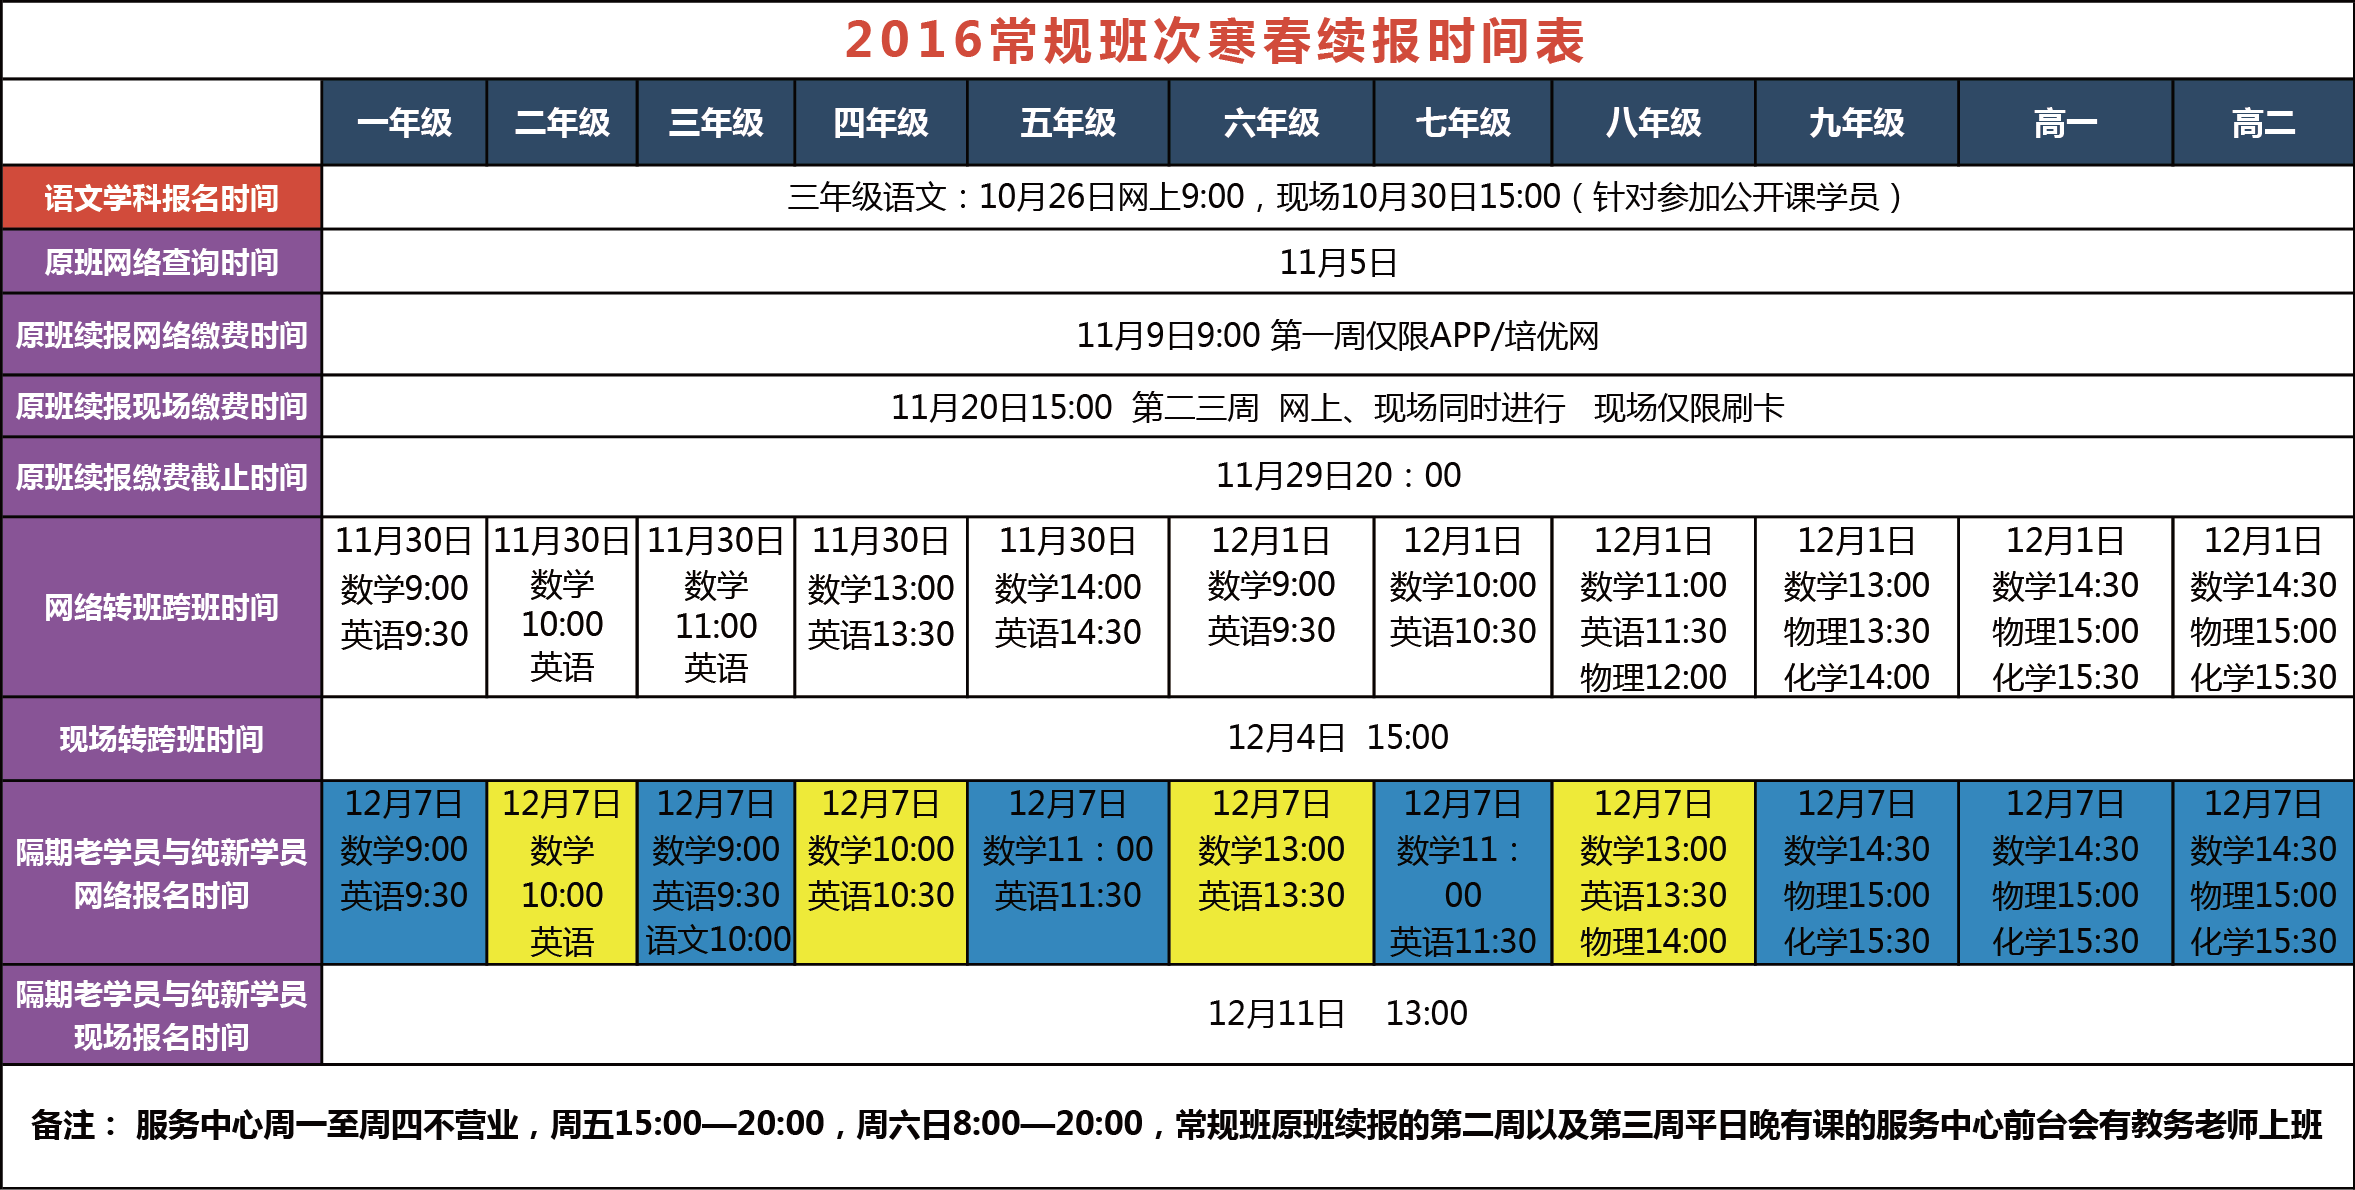 2016常规班次寒春续报时间表
一年级 二年级 三年级 四年级 五年级 六年级 七年级 八年级 九年级 高一 高二
语文学科报名时间 三年级语文：10月26日网上9:00，现场10月30日15:00（针对参加公开课学员）
原班网络查询时间 11月5日
原班续报网络缴费时间 11月9日9:00 第一周仅限APP/培优网
原班续报现场缴费时间 11月20日15:00 第二三周 网上、现场同时进行 现场仅限刷卡
原班续报缴费截止时间 11月29日20：00
网络转班跨班时间
11月30日
数学9:00
英语9:30
11月30日
数学
10:00
英语
11月30日
数学
11:00
英语
11月30日
数学13:00
英语13:30
11月30日
数学14:00
英语14:30
12月1日
数学9:00
英语9:30
12月1日
数学10:00
英语10:30
12月1日
数学11:00
英语11:30
物理12:00
12月1日
数学13:00
物理13:30
化学14:00
12月1日
数学14:30
物理15:00
化学15:30
12月1日
数学14:30
物理15:00
化学15:30
现场转跨班时间 12月4日 15:00
隔期老学员与纯新学员
网络报名时间
12月7日
数学9:00
英语9:30
12月7日
数学
10:00
英语
12月7日
数学9:00
英语9:30
语文10:00
12月7日
数学10:00
英语10:30
12月7日
数学11：00
英语11:30
12月7日
数学13:00
英语13:30
12月7日
数学11：
00
英语11:30
12月7日
数学13:00
英语13:30
物理14:00
12月7日
数学14:30
物理15:00
化学15:30
12月7日
数学14:30
物理15:00
化学15:30
12月7日
数学14:30
物理15:00
化学15:30
隔期老学员与纯新学员
现场报名时间
12月11日 13:00
备注： 服务中心周一至周四不营业，周五15:00—20:00，周六日8:00—20:00，常规班原班续报的第二周以及第三周平日晚有课的服务中心前台会有教务老师上班